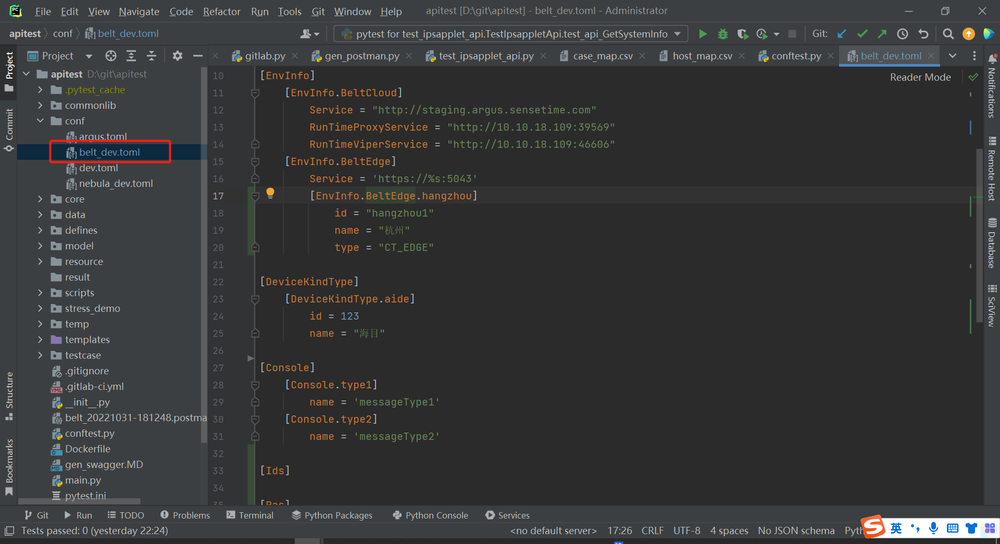 File Edit View Navigate Code Refactor Run Tools Git Window Help apitest [D:\git\apitest] - belt_dev.toml - Administrator
apitest conf belt_dev.toml pytest for test_ipsapplet_api.TestIpsappletApi.test_api_GetSystemInfo Git:
Project gitlab.py gen_postman.py test_ipsapplet_api.py case_map.csv host_map.csv conftest.py belt_dev.toml
Reader Mode
Project
Commit
Structure
Bookmarks
apitest D:\git\apitest
.pytest_cache
commonlib
conf
argus.toml
belt_dev.toml
dev.toml
nebula_dev.toml
core
data
defines
model
resource
result
scripts
stress_demo
temp
templates
testcase
.gitignore
.gitlab-ci.yml
__init__.py
belt_20221031-181248.postma
conftest.py
Dockerfile
gen_swagger.MD
main.py
pytest.ini
10 [EnvInfo]
11 [EnvInfo.BeltCloud]
12 Service = "http://staging.argus.sensetime.com"
13 RunTimeProxyService = "http://10.10.18.109:39569"
14 RunTimeViperService = "http://10.10.18.109:46606"
15 [EnvInfo.BeltEdge]
16 Service = 'https://%s:5043'
17 [EnvInfo.BeltEdge.hangzhou]
18 id = "hangzhou1"
19 name = "杭州"
20 type = "CT_EDGE"
21
22 [DeviceKindType]
23 [DeviceKindType.aide]
24 id = 123
25 name = "海目"
26
27 [Console]
28 [Console.type1]
29 name = 'messageType1'
30 [Console.type2]
31 name = 'messageType2'
32
33 [Ids]
34
Notifications
Remote Host
Database
SciView
Git Run TODO Problems Terminal Python Packages Python Console Services
Tests passed: 0 (yesterday 22:24) <no default server> 17:26 CRLF UTF-8 4 spaces No JSON schema Pyth
英